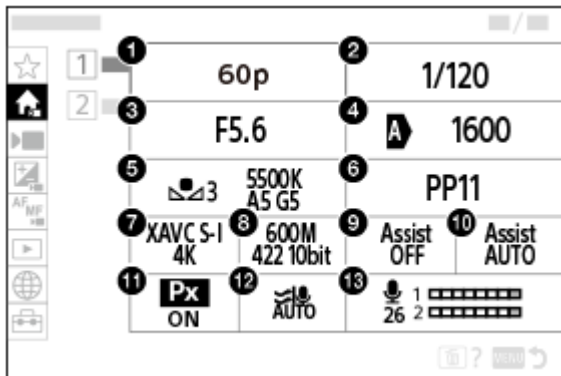 1
2
1
60p
2
1/120
3
F5.6
4
A
1600
5
3
5500K
A5 G5
6
PP11
7
XAVC S-I
4K
8
600M
422 10bit
9
Assist
OFF
10
Assist
AUTO
11
Px
ON
12
AUTO
13
26
1
2
AF
MF
?
MENU